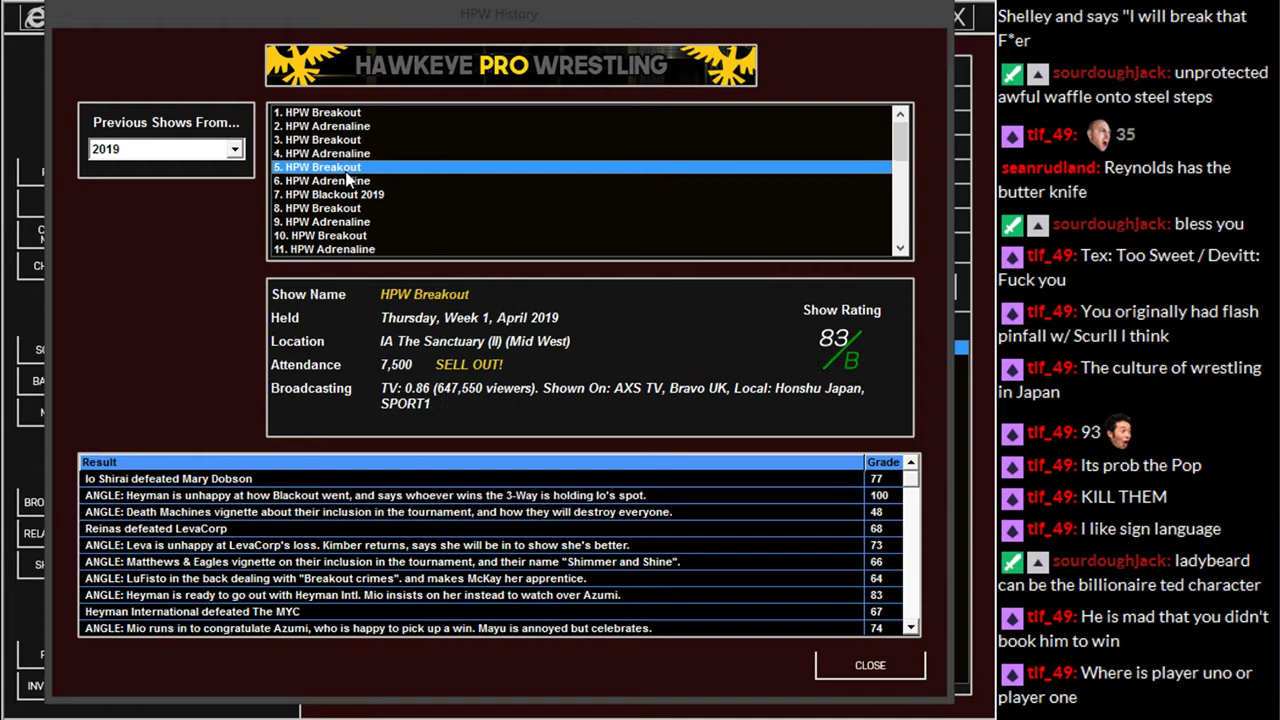 HPW History
X
HAWKEYE PRO WRESTLING
Previous Shows From...
2019
1. HPW Breakout
2. HPW Adrenaline
3. HPW Breakout
4. HPW Adrenaline
5. HPW Breakout
6. HPW Adrenaline
7. HPW Blackout 2019
8. HPW Breakout
9. HPW Adrenaline
10. HPW Breakout
11. HPW Adrenaline
Show Name HPW Breakout
Held Thursday, Week 1, April 2019
Location IA The Sanctuary (II) (Mid West)
Attendance 7,500 SELL OUT!
Broadcasting TV: 0.86 (647,550 viewers). Shown On: AXS TV, Bravo UK, Local: Honshu Japan,
SPORT1
Show Rating
83/B
Result Grade
Io Shirai defeated Mary Dobson 77
ANGLE: Heyman is unhappy at how Blackout went, and says whoever wins the 3-Way is holding Io's spot. 100
ANGLE: Death Machines vignette about their inclusion in the tournament, and how they will destroy everyone. 48
Reinas defeated LevaCorp 68
ANGLE: Leva is unhappy at LevaCorp's loss. Kimber returns, says she will be in to show she's better. 73
ANGLE: Matthews & Eagles vignette on their inclusion in the tournament, and their name "Shimmer and Shine". 66
ANGLE: LuFisto in the back dealing with "Breakout crimes". and makes McKay her apprentice. 64
ANGLE: Heyman is ready to go out with Heyman Intl. Mio insists on her instead to watch over Azumi. 83
Heyman International defeated The MYC 67
ANGLE: Mio runs in to congratulate Azumi, who is happy to pick up a win. Mayu is annoyed but celebrates. 74
CLOSE
Shelley and says "I will break that
F*er
sourdoughjack: unprotected
awful waffle onto steel steps
tlf_49: 35
seanrudland: Reynolds has the
butter knife
sourdoughjack: bless you
tlf_49: Tex: Too Sweet / Devitt:
Fuck you
tlf_49: You originally had flash
pinfall w/ Scurll I think
tlf_49: The culture of wrestling
in Japan
tlf_49: 93
tlf_49: Its prob the Pop
tlf_49: KILL THEM
tlf_49: I like sign language
sourdoughjack: ladybeard
can be the billionaire ted character
tlf_49: He is mad that you didn't
book him to win
tlf_49: Where is player uno or
player one